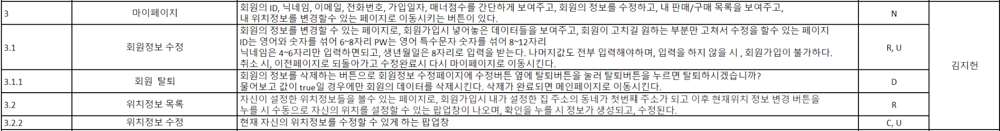 3
마이페이지
회원의 ID, 닉네임, 이메일, 전화번호, 가입일자, 매너점수를 간단하게 보여주고, 회원의 정보를 수정하고, 내 판매/구매 목록을 보여주고,
내 위치정보를 변경할수 있는 페이지로 이동시키는 버튼이 있다.
N
3.1
회원정보 수정
회원의 정보를 변경할 수 있는 페이지로, 회원가입시 넣어놓은 데이터들을 보여주고, 회원이 고치길 원하는 부분만 고쳐서 수정을 할수 있는 페이지
ID는 영어와 숫자를 섞어 6~8자리 PW는 영어 특수문자 숫자를 섞어 8~12자리
닉네임은 4~6자리만 입력하면되고, 생년월일은 8자리로 입력을 받는다. 나머지값도 전부 입력해야하며, 입력을 하지 않을 시 , 회원가입이 불가하다.
취소 시, 이전페이지로 되돌아가고 수정완료시 다시 마이페이지로 이동시킨다.
R, U
김지헌
3.1.1
회원 탈퇴
회원의 정보를 삭제하는 버튼으로 회원정보 수정페이지에 수정버튼 옆에 탈퇴버튼을 눌러 탈퇴버튼을 누르면 탈퇴하시겠습니까?
물어보고 값이 true일 경우에만 회원의 데이터를 삭제시킨다. 삭제가 완료되면 메인페이지로 이동시킨다.
D
3.2
위치정보 목록
자신이 설정한 위치정보들을 볼수 있는 페이지로, 회원가입시 내가 설정한 집 주소의 동네가 첫번쨰 주소가 되고 이후 현재위치 정보 변경 버튼을
누를 시 수동으로 자신의 위치를 설정할 수 있는 팝업창이 나오며, 확인을 누를 시 정보가 생성되고, 수정된다.
R
3.2.2
위치정보 수정
현재 자신의 위치정보를 수정할 수 있게 하는 팝업창
C, U